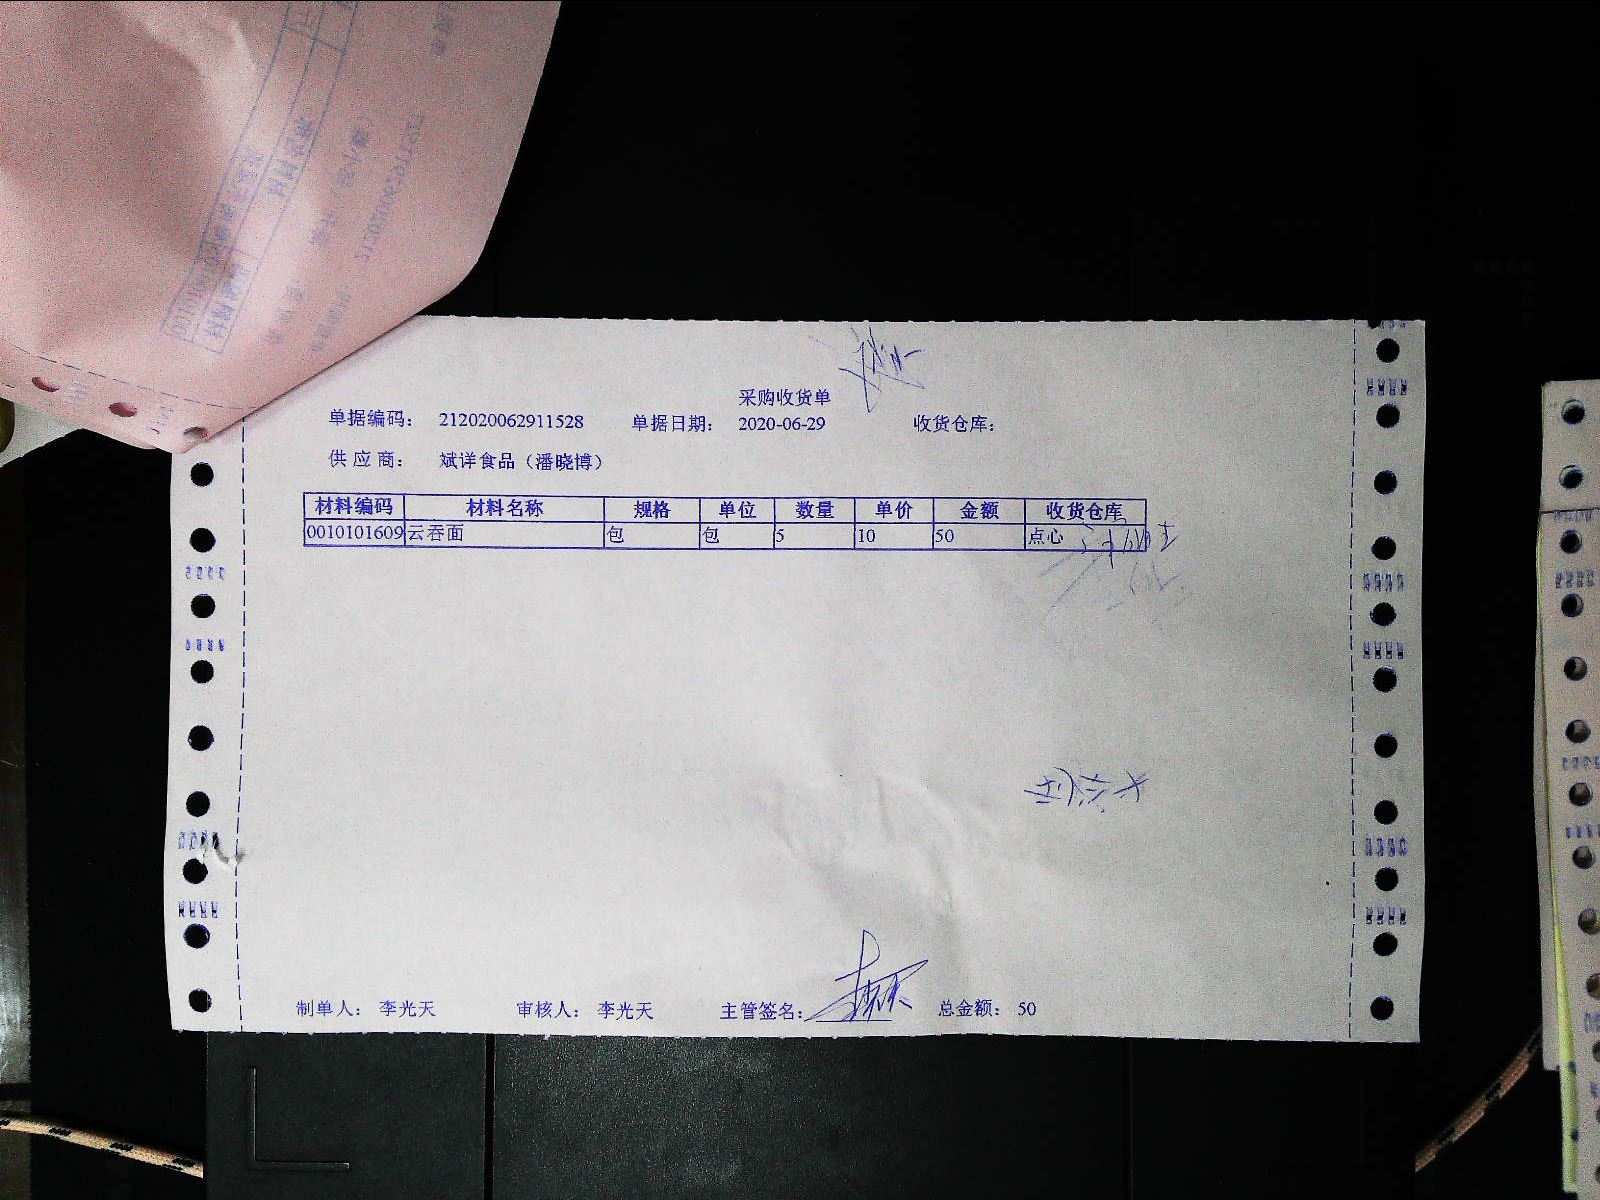 采购收货单
单据编码： 212020062911528 单据日期： 2020-06-29 收货仓库：
供应商： 斌详食品（潘晓博）
材料编码 材料名称 规格 单位 数量 单价 金额 收货仓库
0010101609 云吞面 包 包 5 10 50 点心
制单人： 李光天 审核人： 李光天 主管签名： 总金额： 50